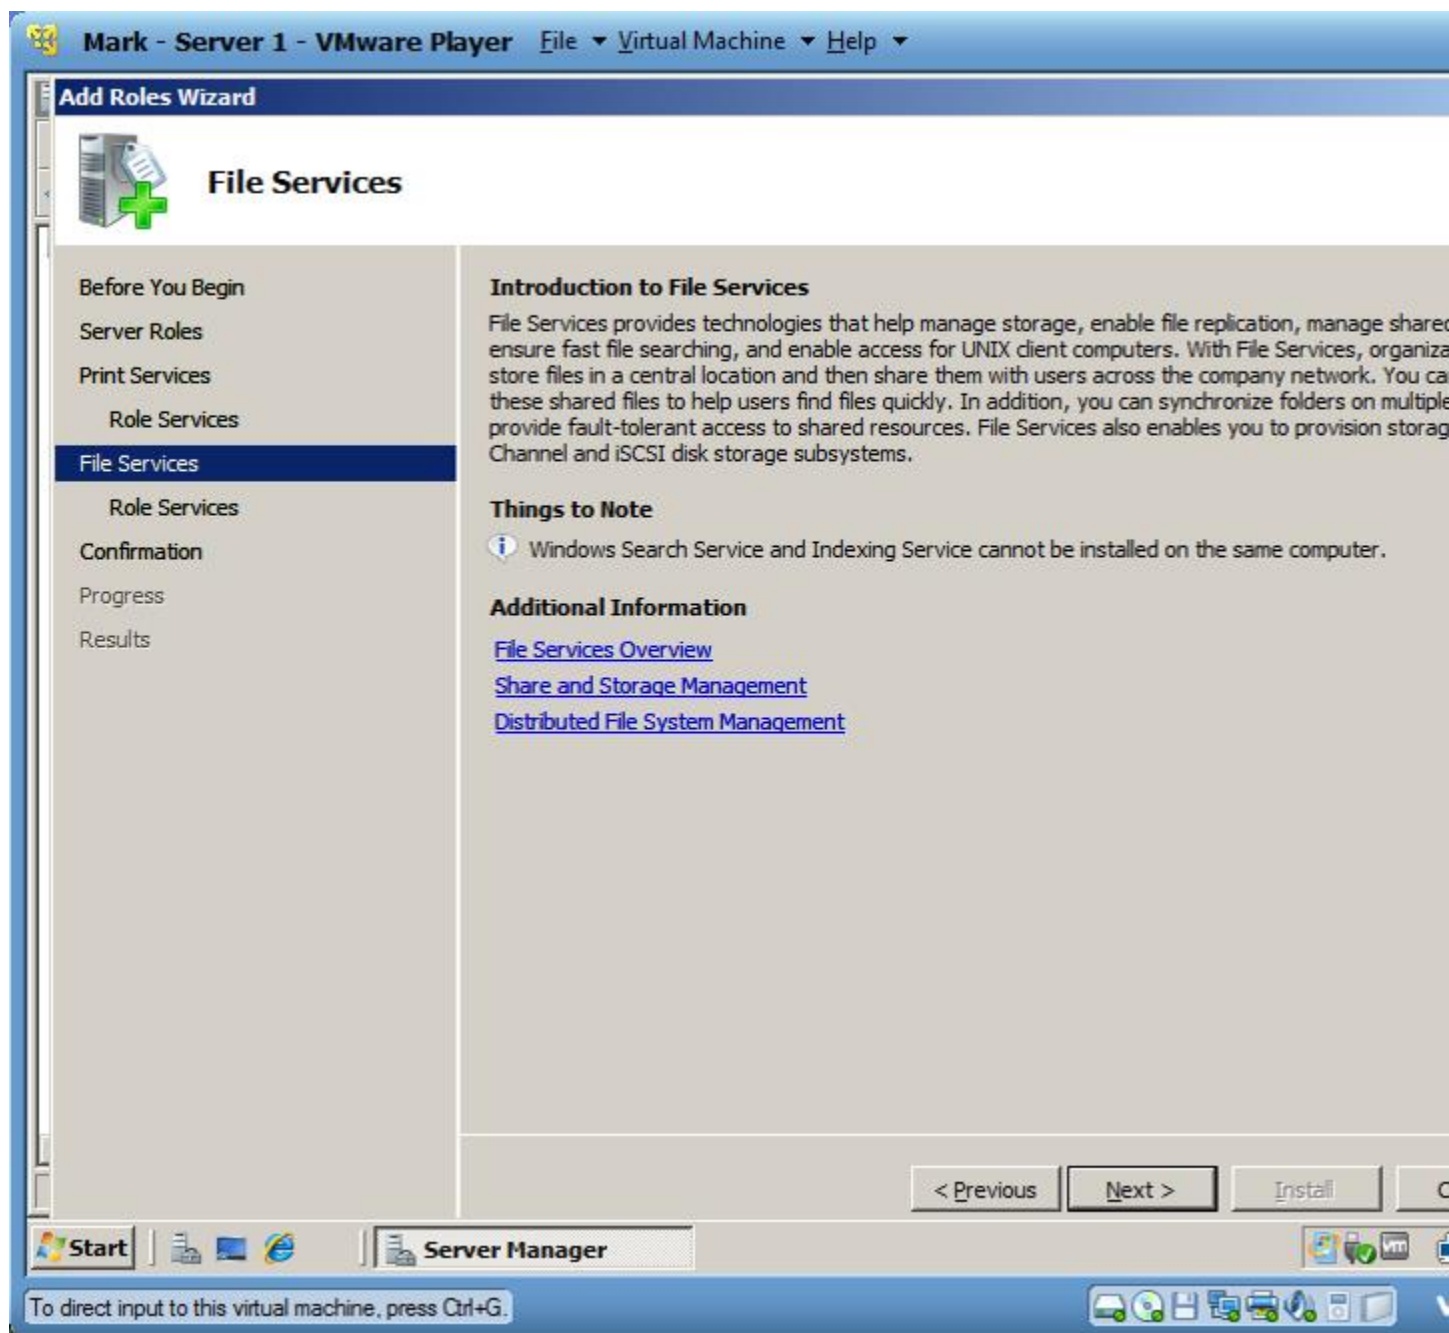 Mark - Server 1 - VMware Player File Virtual Machine Help
Add Roles Wizard
File Services
Before You Begin
Server Roles
Print Services
Role Services
File Services
Role Services
Confirmation
Progress
Results
Introduction to File Services
File Services provides technologies that help manage storage, enable file replication, manage shared
ensure fast file searching, and enable access for UNIX client computers. With File Services, organiza
store files in a central location and then share them with users across the company network. You ca
these shared files to help users find files quickly. In addition, you can synchronize folders on multiple
provide fault-tolerant access to shared resources. File Services also enables you to provision storag
Channel and iSCSI disk storage subsystems.
Things to Note
Windows Search Service and Indexing Service cannot be installed on the same computer.
Additional Information
File Services Overview
Share and Storage Management
Distributed File System Management
< Previous Next > Install C
Start Server Manager vm
To direct input to this virtual machine, press Ctrl+G.